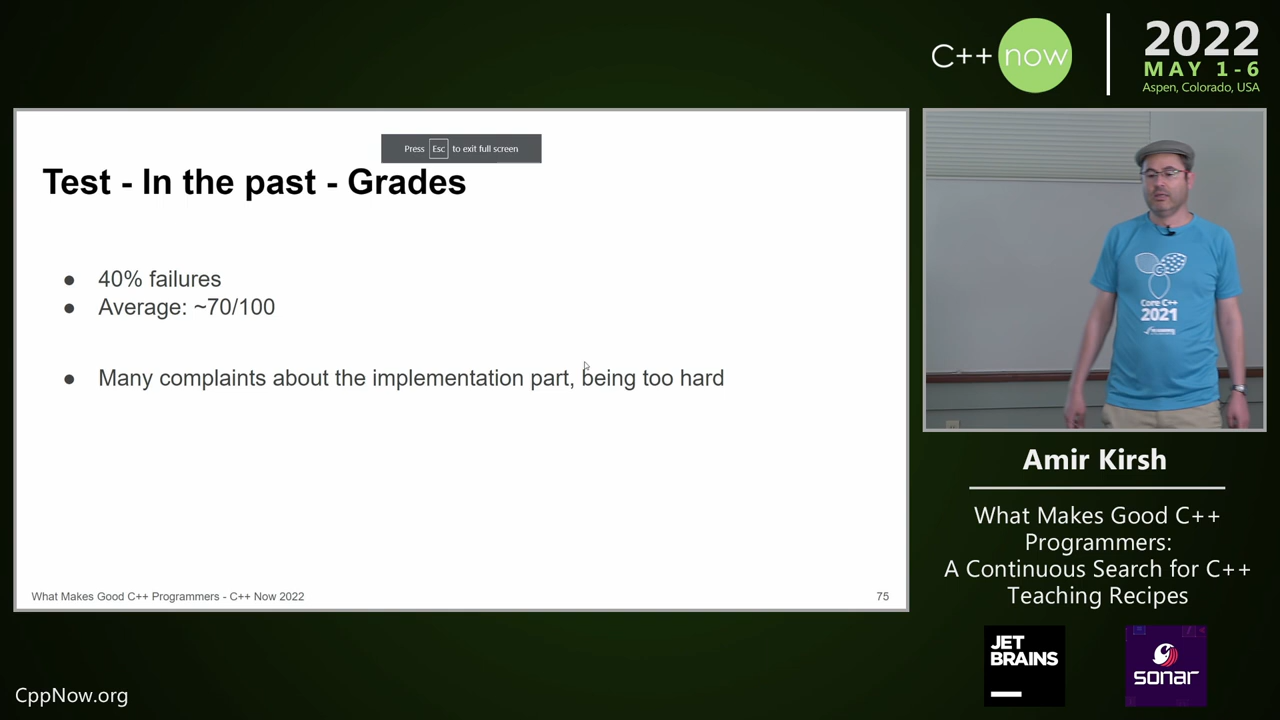 C++ now
2022
MAY 1-6
Aspen, Colorado, USA
Press Esc to exit full screen
Test - In the past - Grades
● 40% failures
● Average: ~70/100
● Many complaints about the implementation part, being too hard
What Makes Good C++ Programmers - C++ Now 2022
75
Core C++
2021
Amir Kirsh
What Makes Good C++
Programmers:
A Continuous Search for C++
Teaching Recipes
JET
BRAINS
sonar
CppNow.org